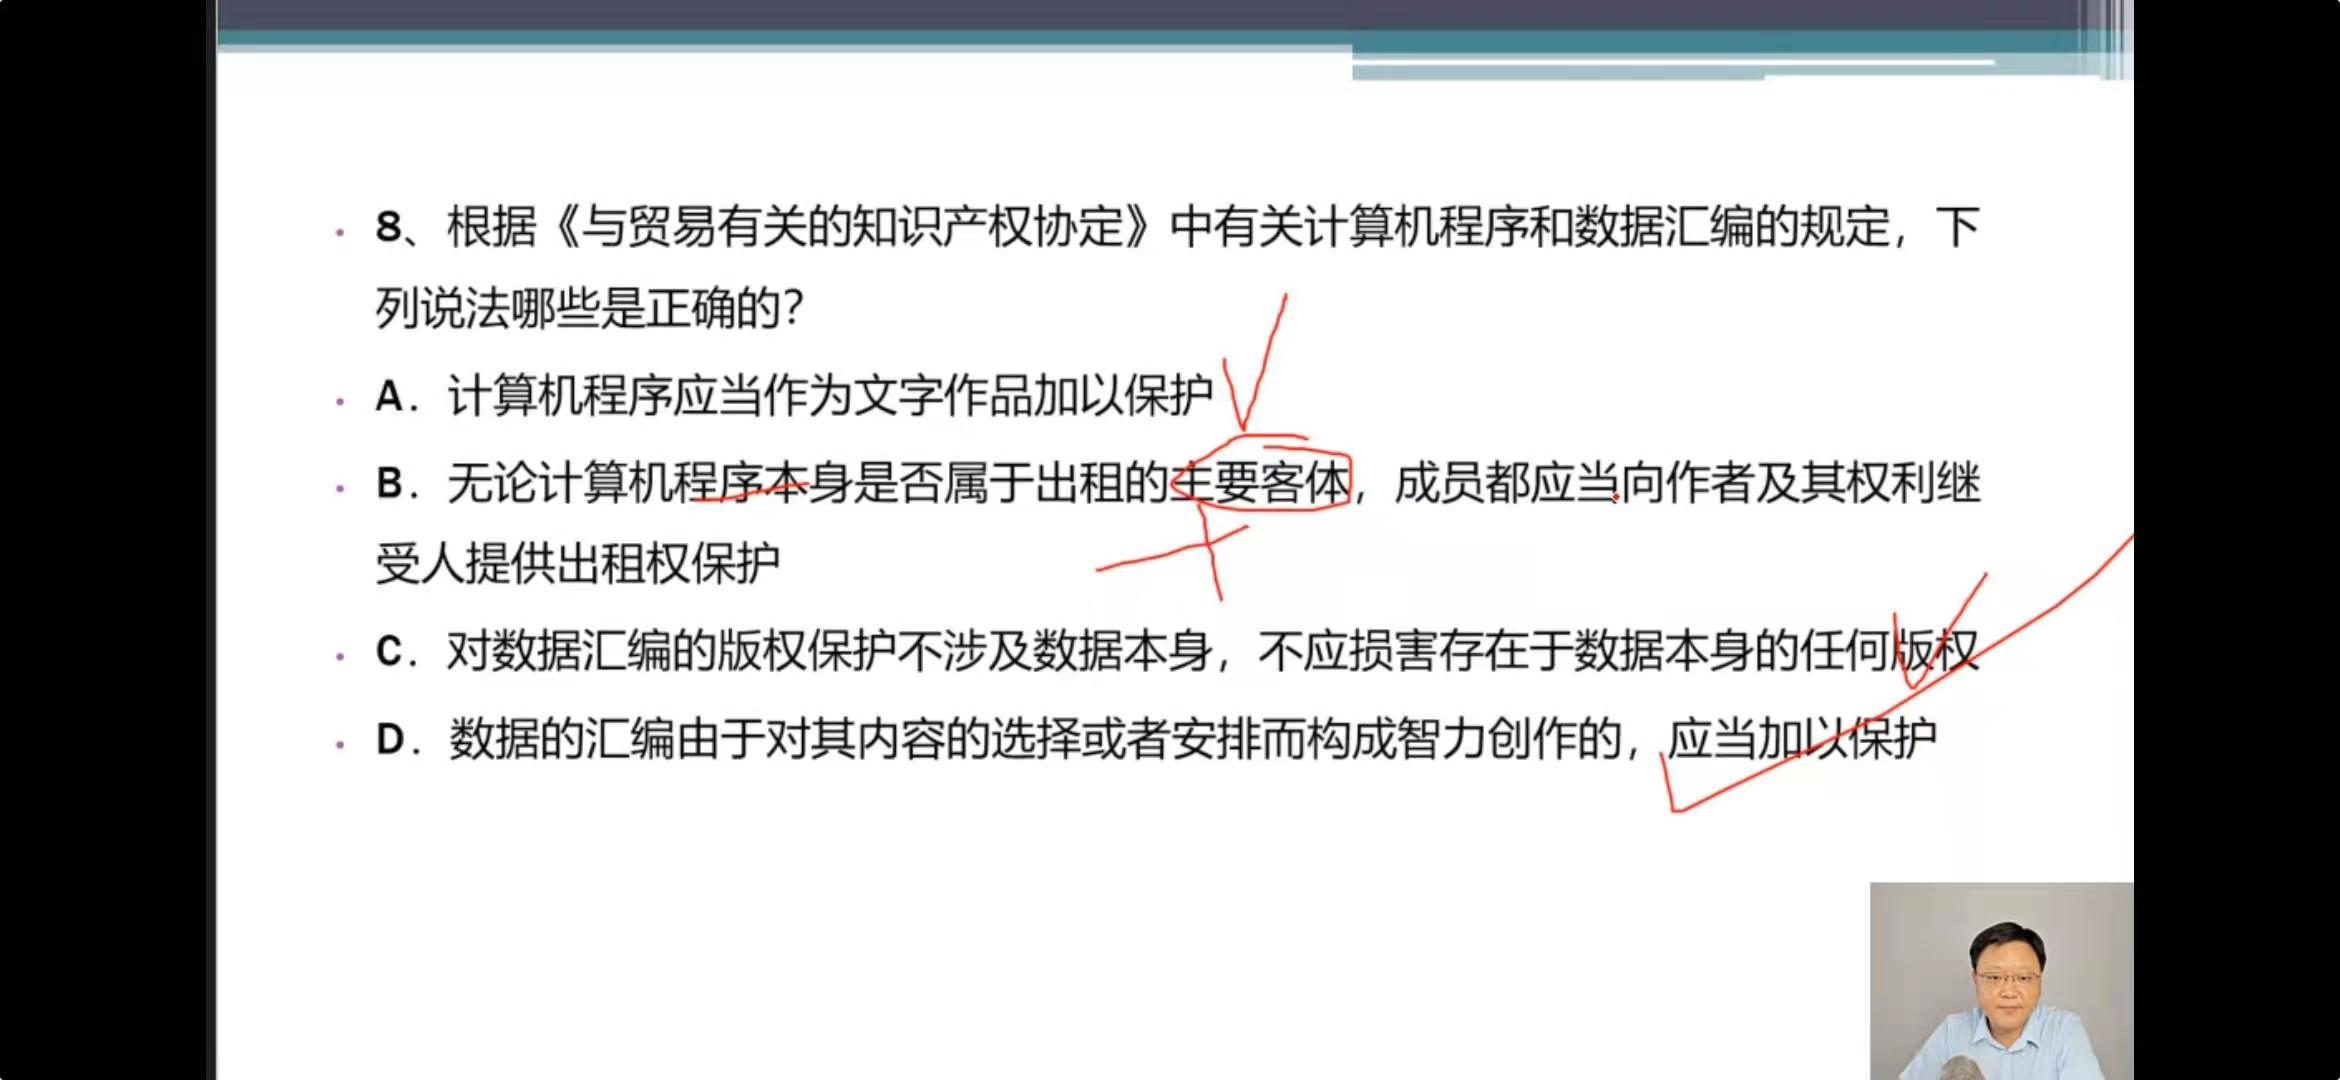 8、根据《与贸易有关的知识产权协定》中有关计算机程序和数据汇编的规定，下
列说法哪些是正确的？
A．计算机程序应当作为文字作品加以保护
B．无论计算机程序本身是否属于出租的主要客体，成员都应当向作者及其权利继
受人提供出租权保护
C．对数据汇编的版权保护不涉及数据本身，不应损害存在于数据本身的任何版权
D．数据的汇编由于对其内容的选择或者安排而构成智力创作的，应当加以保护